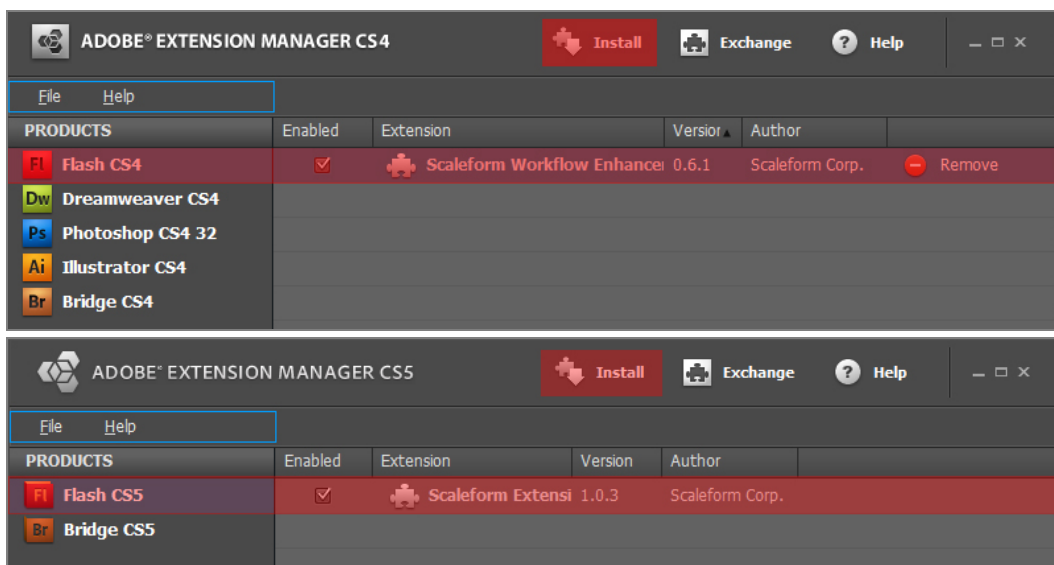 ADOBE® EXTENSION MANAGER CS4 Install Exchange ? Help
File Help
PRODUCTS Enabled Extension Version Author
Fl Flash CS4 Scaleform Workflow Enhancer 0.6.1 Scaleform Corp. Remove
Dw Dreamweaver CS4
Ps Photoshop CS4 32
Ai Illustrator CS4
Br Bridge CS4
ADOBE® EXTENSION MANAGER CS5 Install Exchange ? Help
File Help
PRODUCTS Enabled Extension Version Author
Fl Flash CS5 Scaleform Extensi 1.0.3 Scaleform Corp.
Br Bridge CS5